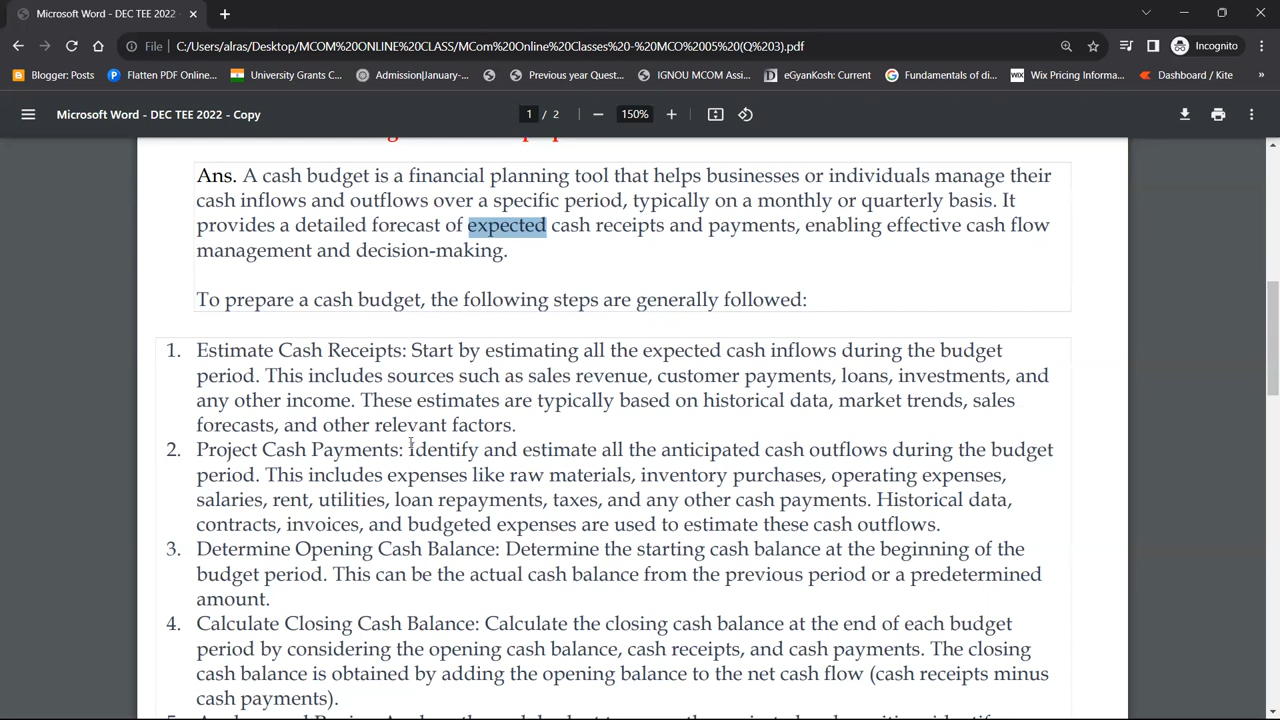 Microsoft Word - DEC TEE 2022 -
Incognito
File C:/Users/alras/Desktop/MCOM%20ONLINE%20CLASS/MCom%20Online%20Classes%20-%20MCO%2005%20(Q%203).pdf
Blogger: Posts Flatten PDF Online... University Grants C... AdmissionJanuary-... Previous year Quest... IGNOU MCOM Assi... eGyanKosh: Current Fundamentals of di... Wix Pricing Informa... Dashboard / Kite »
Microsoft Word - DEC TEE 2022 - Copy 1 / 2 150%
Ans. A cash budget is a financial planning tool that helps businesses or individuals manage their
cash inflows and outflows over a specific period, typically on a monthly or quarterly basis. It
provides a detailed forecast of expected cash receipts and payments, enabling effective cash flow
management and decision-making.
To prepare a cash budget, the following steps are generally followed:
1. Estimate Cash Receipts: Start by estimating all the expected cash inflows during the budget
period. This includes sources such as sales revenue, customer payments, loans, investments, and
any other income. These estimates are typically based on historical data, market trends, sales
forecasts, and other relevant factors.
2. Project Cash Payments: Identify and estimate all the anticipated cash outflows during the budget
period. This includes expenses like raw materials, inventory purchases, operating expenses,
salaries, rent, utilities, loan repayments, taxes, and any other cash payments. Historical data,
contracts, invoices, and budgeted expenses are used to estimate these cash outflows.
3. Determine Opening Cash Balance: Determine the starting cash balance at the beginning of the
budget period. This can be the actual cash balance from the previous period or a predetermined
amount.
4. Calculate Closing Cash Balance: Calculate the closing cash balance at the end of each budget
period by considering the opening cash balance, cash receipts, and cash payments. The closing
cash balance is obtained by adding the opening balance to the net cash flow (cash receipts minus
cash payments).